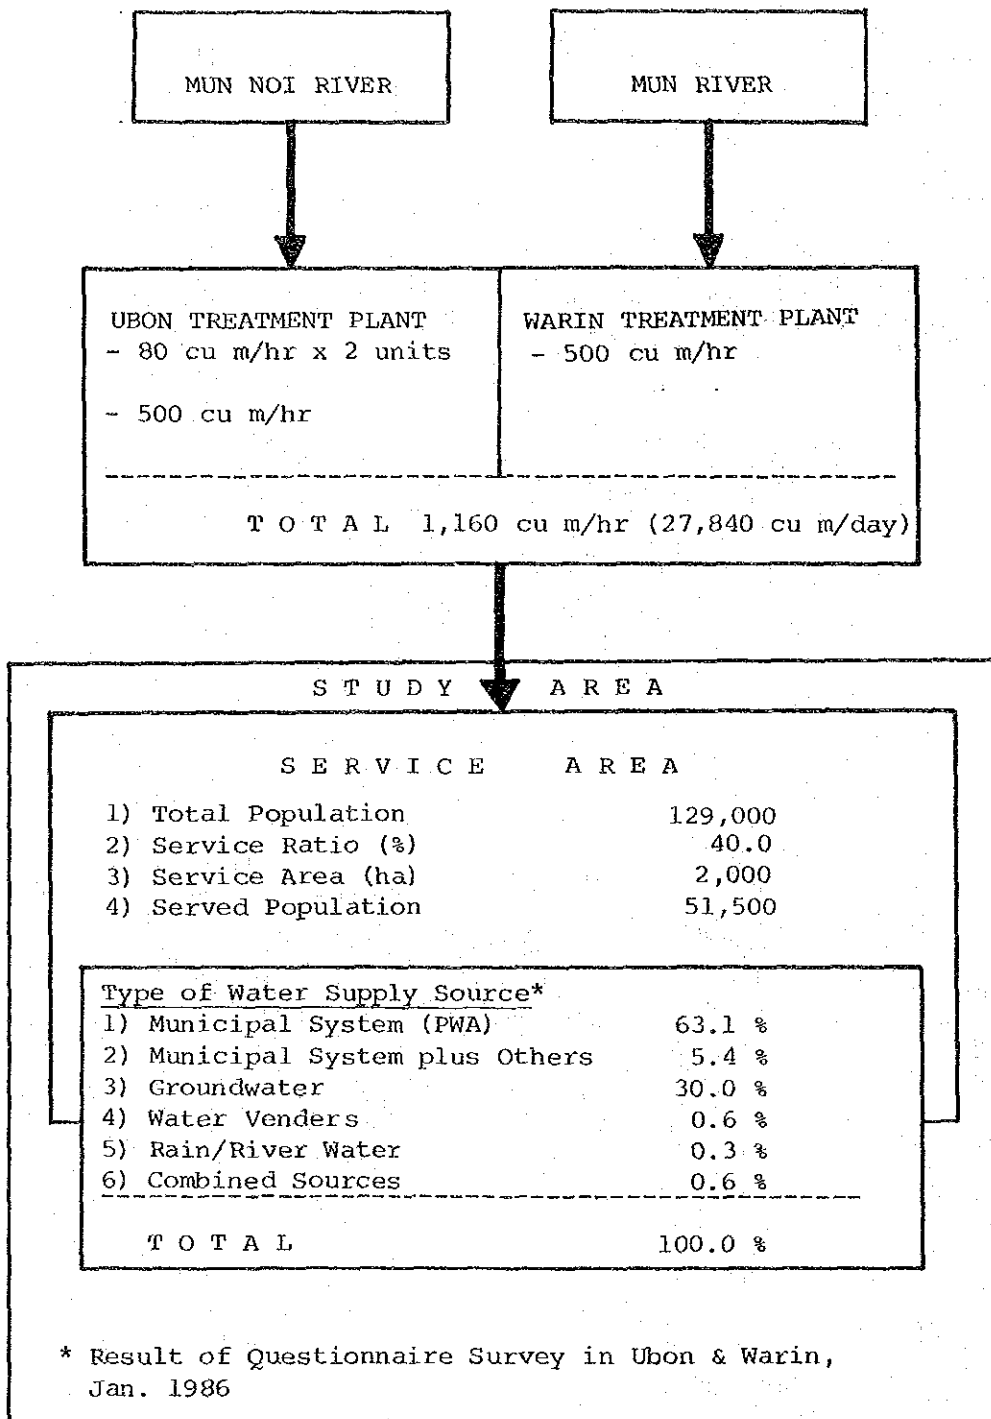 MUN NOI RIVER
MUN RIVER
UBON TREATMENT PLANT
- 80 cu m/hr x 2 units
- 500 cu m/hr
WARIN TREATMENT PLANT
- 500 cu m/hr
T O T A L 1,160 cu m/hr (27,840 cu m/day)
S T U D Y A R E A
S E R V I C E A R E A
1) Total Population 129,000
2) Service Ratio (%) 40.0
3) Service Area (ha) 2,000
4) Served Population 51,500
Type of Water Supply Source*
1) Municipal System (PWA) 63.1 %
2) Municipal System plus Others 5.4 %
3) Groundwater 30.0 %
4) Water Venders 0.6 %
5) Rain/River Water 0.3 %
6) Combined Sources 0.6 %
T O T A L 100.0 %
* Result of Questionnaire Survey in Ubon & Warin,
Jan. 1986